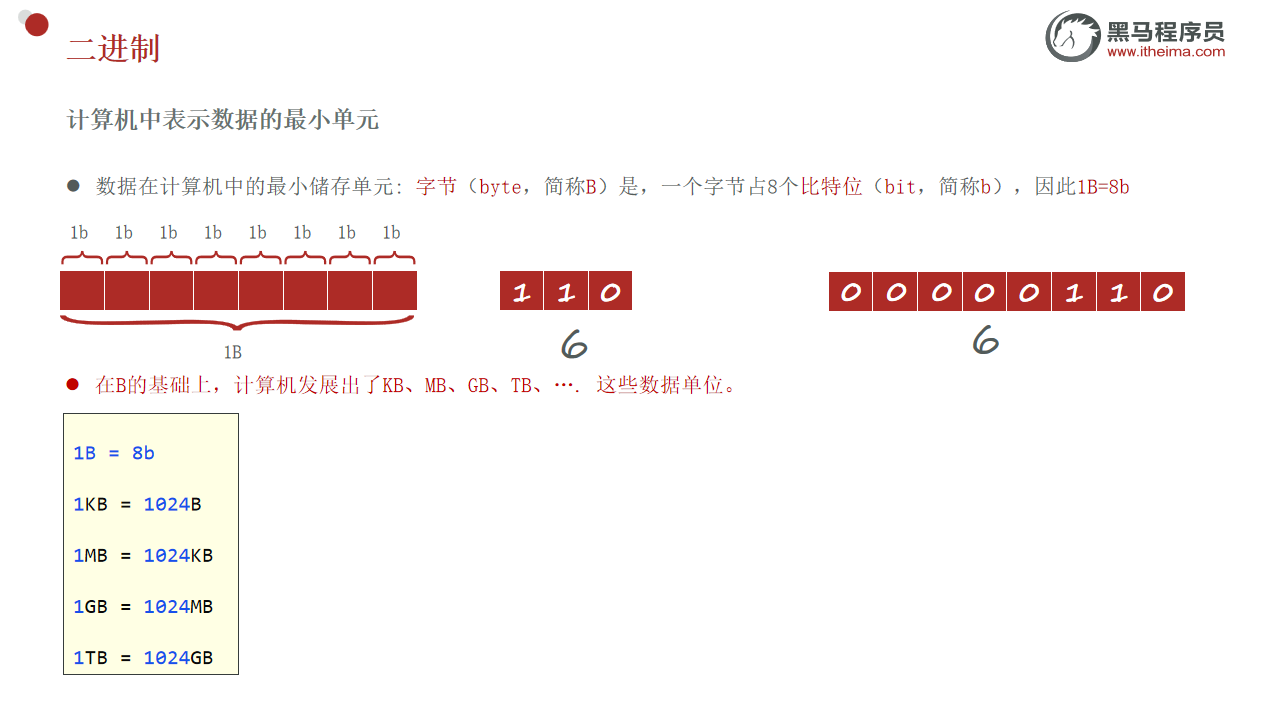 二进制
黑马程序员
www.itheima.com
计算机中表示数据的最小单元
数据在计算机中的最小储存单元：字节（byte，简称B）是，一个字节占8个比特位（bit，简称b），因此1B=8b
1b 1b 1b 1b 1b 1b 1b 1b
1 1 0
0 0 0 0 0 1 1 0
1B
6
6
在B的基础上，计算机发展出了KB、MB、GB、TB、…. 这些数据单位。
1B = 8b
1KB = 1024B
1MB = 1024KB
1GB = 1024MB
1TB = 1024GB